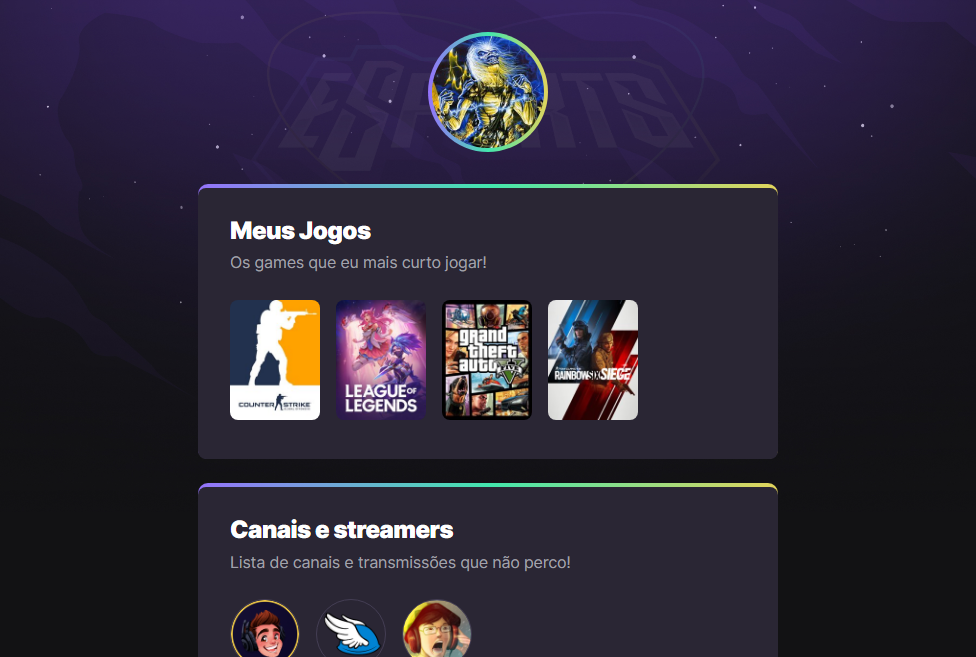 ESPORTS
Meus Jogos
Os games que eu mais curto jogar!
COUNTER STRIKE
LEAGUE OF
LEGENDS
grand
theft
auto V
RAINBOW SIX SIEGE
Canais e streamers
Lista de canais e transmissões que não perco!